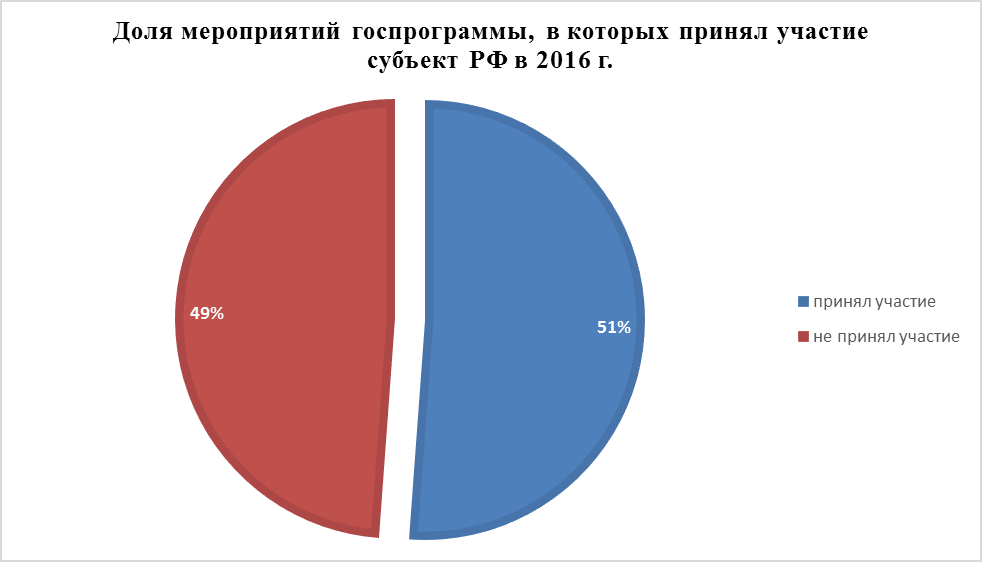 Доля мероприятий госпрограммы, в которых принял участие
субъект РФ в 2016 г.
49%
51%
принял участие
не принял участие